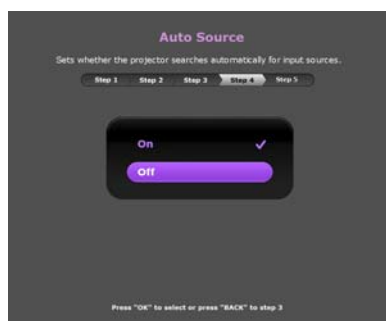 Auto Source
Sets whether the projector searches automatically for input sources.
Step 1 Step 2 Step 3 Step 4 Step 5
On
Off
Press "OK" to select or press "BACK" to step 3